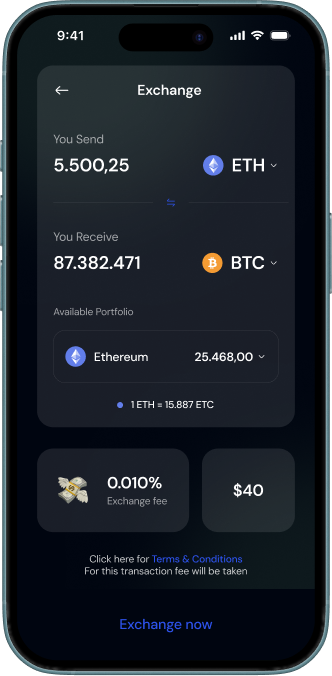 9:41
Exchange
You Send
5.500,25 ETH
You Receive
87.382.471 BTC
Available Portfolio
Ethereum 25.468,00
1 ETH = 15.887 ETC
0.010%
Exchange fee
$40
Click here for Terms & Conditions
For this transaction fee will be taken
Exchange now